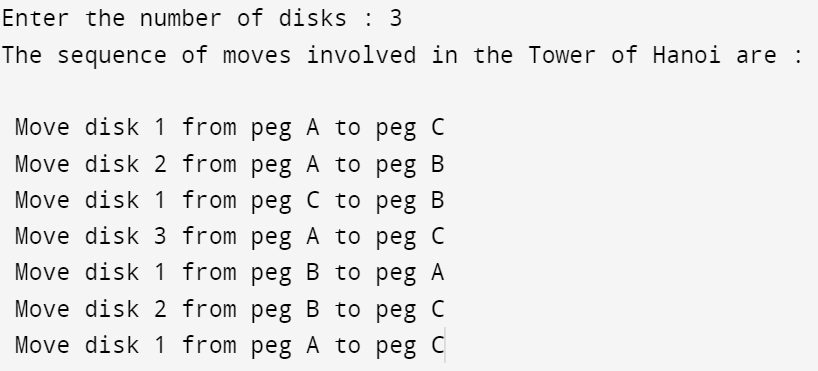 Enter the number of disks : 3
The sequence of moves involved in the Tower of Hanoi are :
Move disk 1 from peg A to peg C
Move disk 2 from peg A to peg B
Move disk 1 from peg C to peg B
Move disk 3 from peg A to peg C
Move disk 1 from peg B to peg A
Move disk 2 from peg B to peg C
Move disk 1 from peg A to peg C